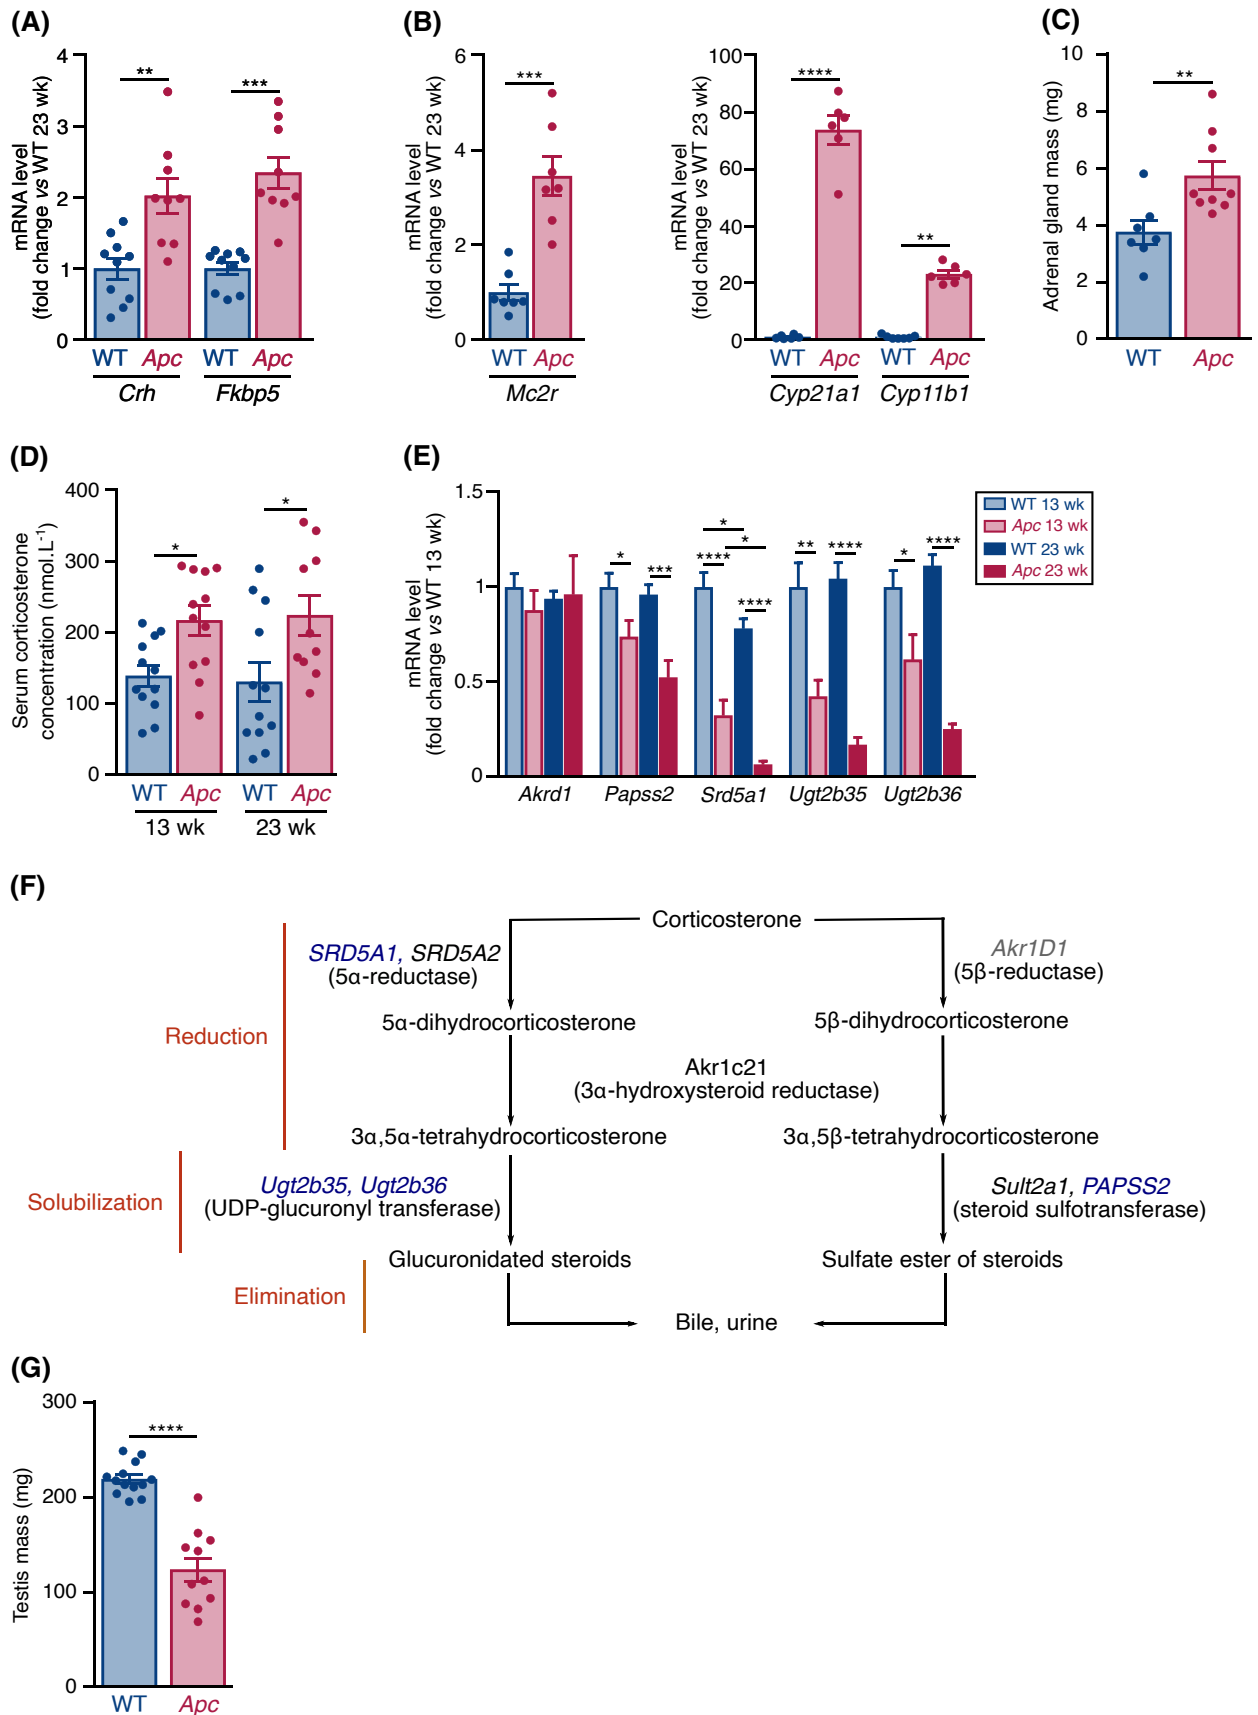 (A)
mRNA level
(fold change vs WT 23 wk)
4
3
2
1
0
**
***
WT Apc WT Apc
Crh Fkbp5
(B)
mRNA level
(fold change vs WT 23 wk)
6
4
2
0
***
WT Apc
Mc2r
mRNA level
(fold change vs WT 23 wk)
100
80
60
40
20
0
****
**
WT Apc WT Apc
Cyp21a1 Cyp11b1
(C)
Adrenal gland mass (mg)
10
8
6
4
2
0
**
WT Apc
(D)
Serum corticosterone
concentration (nmol.L-1)
400
300
200
100
0
*
*
WT Apc WT Apc
13 wk 23 wk
(E)
mRNA level
(fold change vs WT 13 wk)
1.5
1
0.5
0
* *** **** * * **** ** **** * ****
Akrd1 Papss2 Srd5a1 Ugt2b35 Ugt2b36
WT 13 wk
Apc 13 wk
WT 23 wk
Apc 23 wk
(F)
Corticosterone
SRD5A1, SRD5A2
(5α-reductase)
Akr1D1
(5β-reductase)
5α-dihydrocorticosterone
5β-dihydrocorticosterone
Reduction
Akr1c21
(3α-hydroxysteroid reductase)
3α,5α-tetrahydrocorticosterone
3α,5β-tetrahydrocorticosterone
Solubilization
Ugt2b35, Ugt2b36
(UDP-glucuronyl transferase)
Sult2a1, PAPSS2
(steroid sulfotransferase)
Glucuronidated steroids
Sulfate ester of steroids
Elimination
Bile, urine
(G)
Testis mass (mg)
300
200
100
0
****
WT Apc